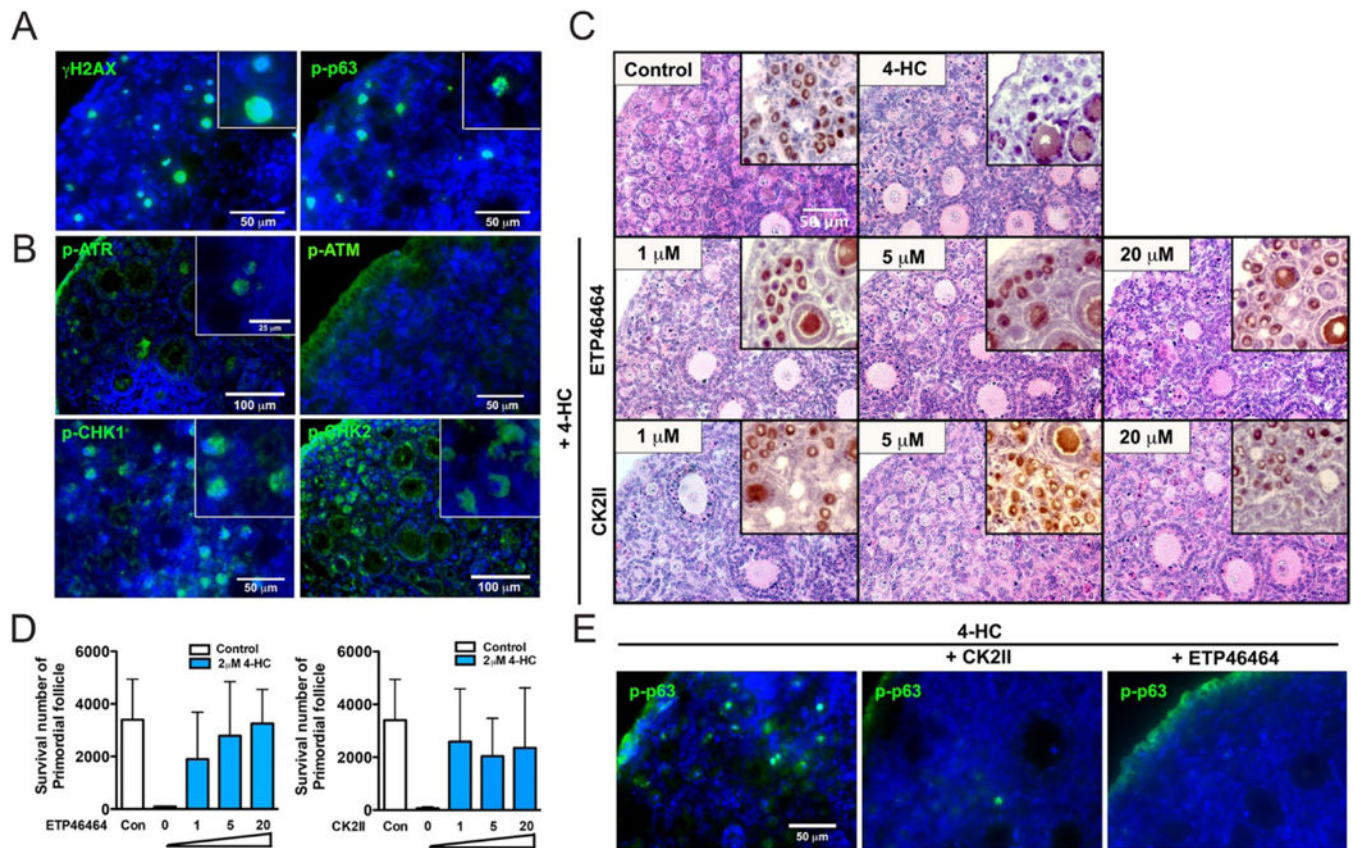 A
γH2AX
50 μm
p-p63
50 μm
B
p-ATR
25 μm
100 μm
p-ATM
50 μm
p-CHK1
50 μm
p-CHK2
100 μm
C
Control
50 μm
4-HC
+ 4-HC
ETP46464
1 μM
5 μM
20 μM
CK2II
1 μM
5 μM
20 μM
D
Survival number of
Primordial follicle
6000
4000
2000
0
Control
2μM 4-HC
ETP46464 Con 0 1 5 20
Survival number of
Primordial follicle
6000
4000
2000
0
Control
2μM 4-HC
CK2II Con 0 1 5 20
E
4-HC
+ CK2II
+ ETP46464
p-p63
50 μm
p-p63
p-p63